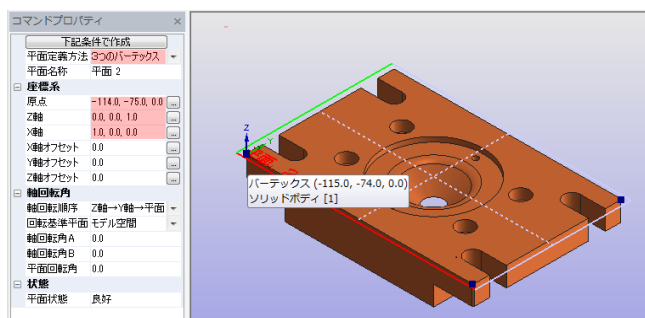 コマンドプロパティ ×
下記条件で作成
平面定義方法 3つのバーテックス
平面名称 平面 2
座標系
原点 -114.0, -75.0, 0.0 ...
Z軸 0.0, 0.0, 1.0 ...
X軸 1.0, 0.0, 0.0 ...
X軸オフセット 0.0 ...
Y軸オフセット 0.0 ...
Z軸オフセット 0.0 ...
軸回転角
軸回転順序 Z軸→Y軸→平面
回転基準平面 モデル空間
軸回転角A 0.0
軸回転角B 0.0
平面回転角 0.0
状態
平面状態 良好
Z
Y
バーテックス (-115.0, -74.0, 0.0)
ソリッドボディ [1]